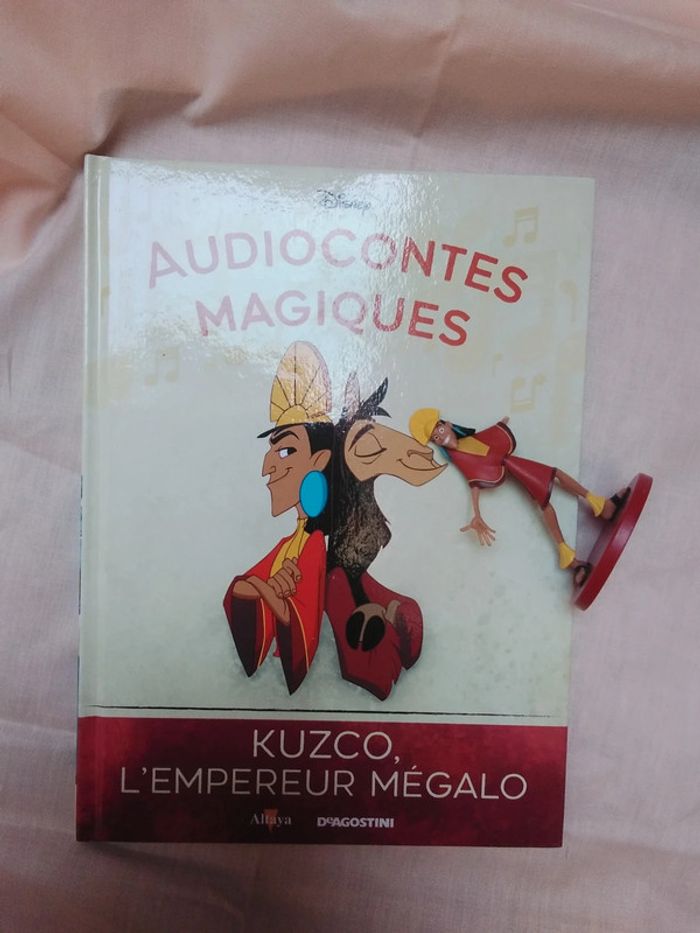 Disney
AUDIOCONTES
MAGIQUES
KUZCO,
L'EMPEREUR MÉGALO
Altaya DeAGOSTINI